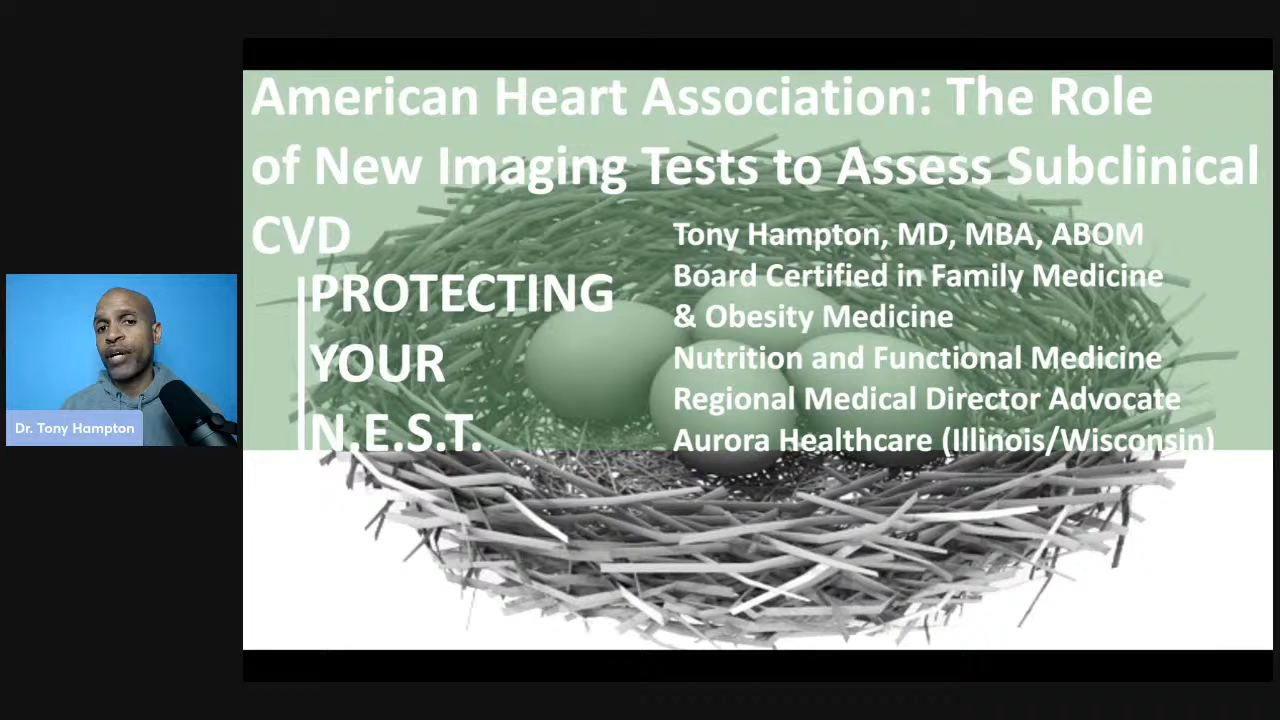 American Heart Association: The Role
of New Imaging Tests to Assess Subclinical
CVD
PROTECTING
YOUR
N.E.S.T.
Tony Hampton, MD, MBA, ABOM
Board Certified in Family Medicine
& Obesity Medicine
Nutrition and Functional Medicine
Regional Medical Director Advocate
Aurora Healthcare (Illinois/Wisconsin)
Dr. Tony Hampton